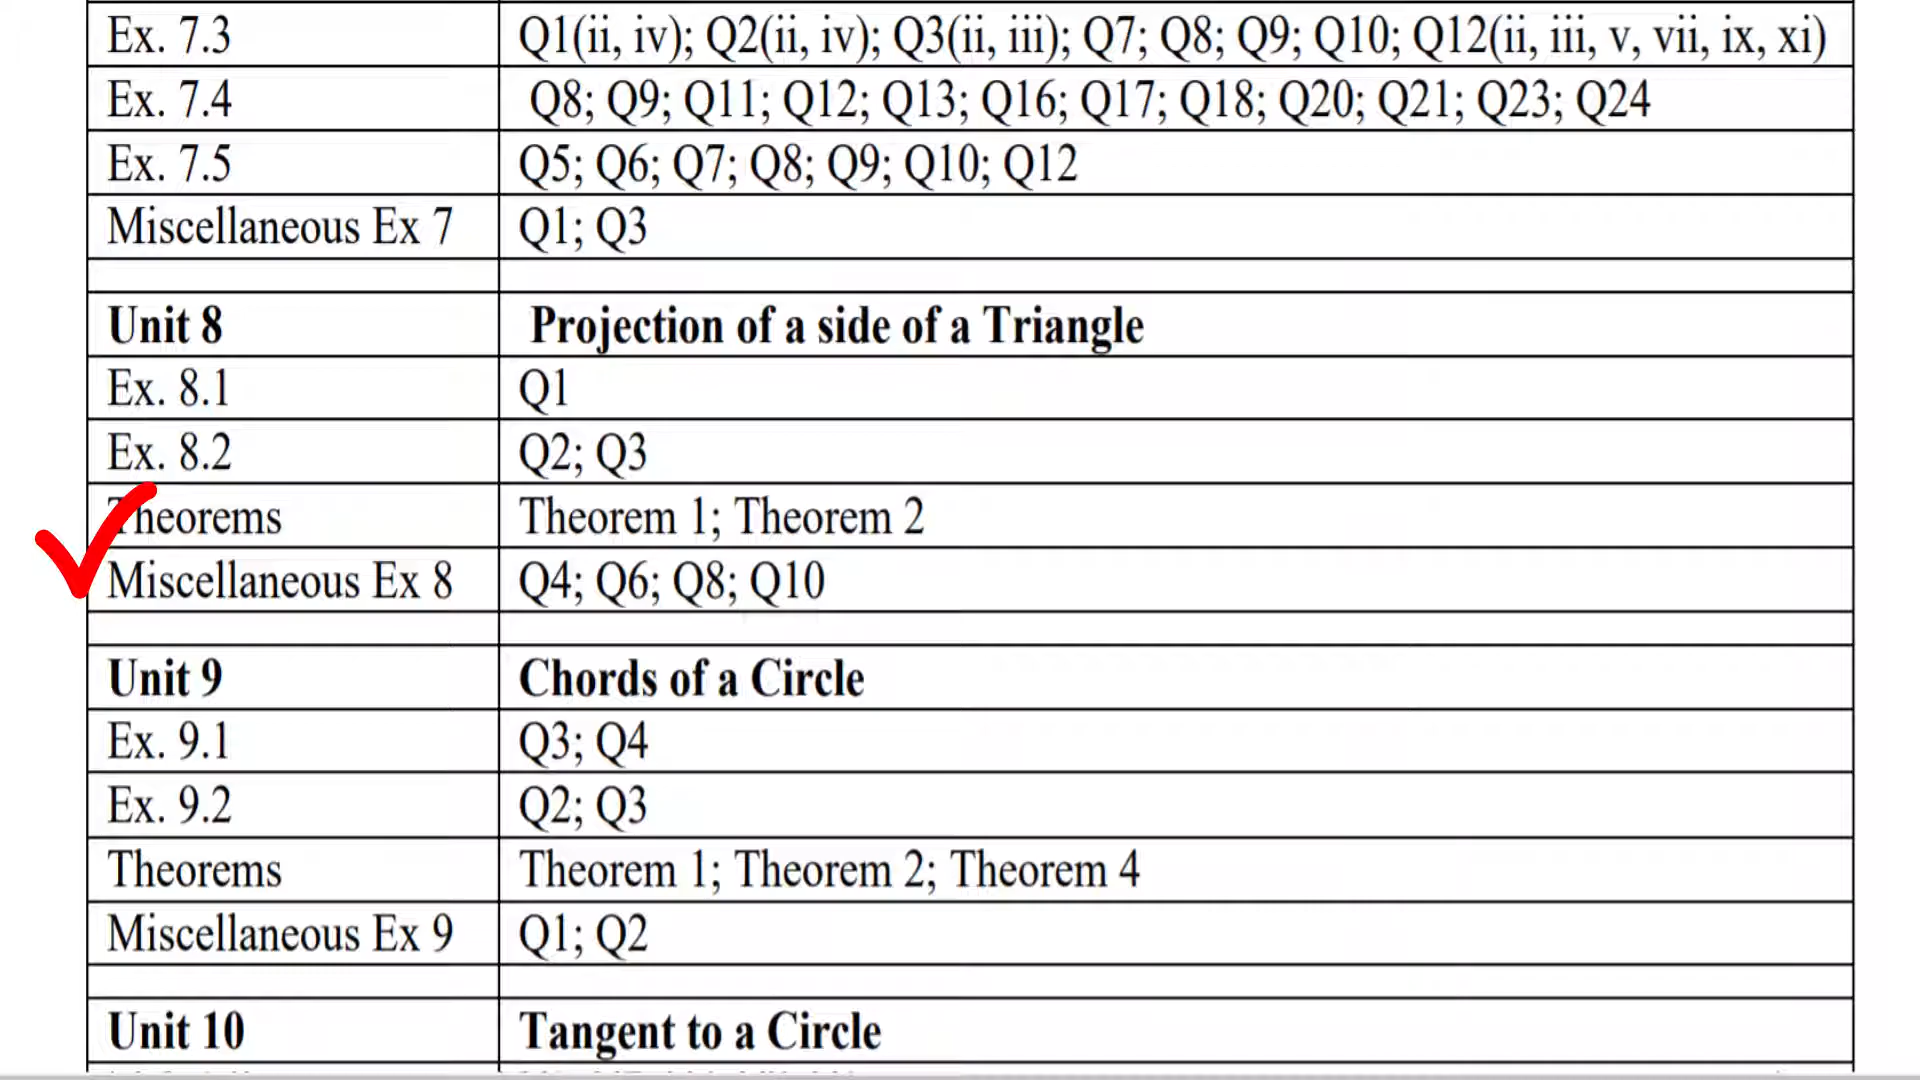 Ex. 7.3 Q1(ii, iv); Q2(ii, iv); Q3(ii, iii); Q7; Q8; Q9; Q10; Q12(ii, iii, v, vii, ix, xi)
Ex. 7.4 Q8; Q9; Q11; Q12; Q13; Q16; Q17; Q18; Q20; Q21; Q23; Q24
Ex. 7.5 Q5; Q6; Q7; Q8; Q9; Q10; Q12
Miscellaneous Ex 7 Q1; Q3
Unit 8 Projection of a side of a Triangle
Ex. 8.1 Q1
Ex. 8.2 Q2; Q3
Theorems Theorem 1; Theorem 2
Miscellaneous Ex 8 Q4; Q6; Q8; Q10
Unit 9 Chords of a Circle
Ex. 9.1 Q3; Q4
Ex. 9.2 Q2; Q3
Theorems Theorem 1; Theorem 2; Theorem 4
Miscellaneous Ex 9 Q1; Q2
Unit 10 Tangent to a Circle